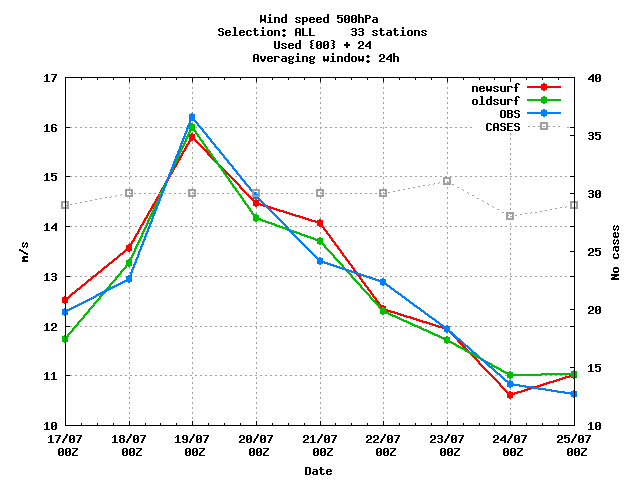 Wind speed 500hPa
Selection: ALL 33 stations
Used {00} + 24
Averaging window: 24h
17 40
newsurf
oldsurf
OBS
CASES
16 35
15 30
14 25
m/s
No cases
13
12 20
11 15
10 10
17/07 18/07 19/07 20/07 21/07 22/07 23/07 24/07 25/07
00Z 00Z 00Z 00Z 00Z 00Z 00Z 00Z 00Z
Date